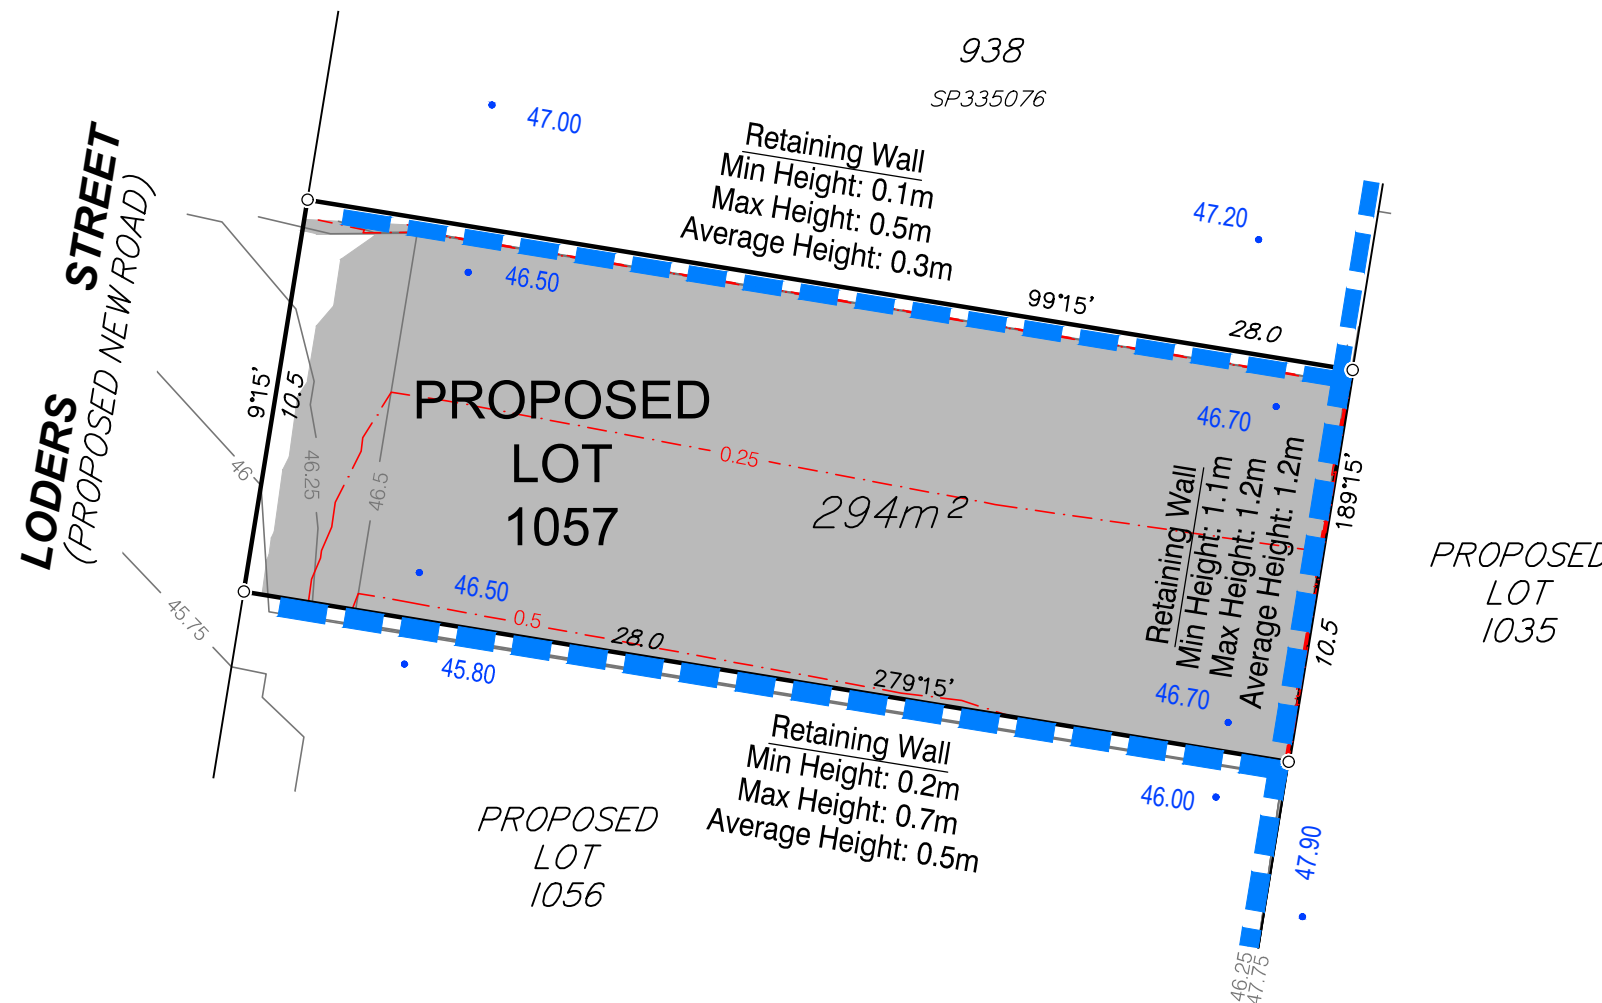 938
SP335076
47.00
Retaining Wall
Min Height: 0.1m
Max Height: 0.5m
Average Height: 0.3m
47.20
LODERS STREET
(PROPOSED NEW ROAD)
46.50
99°15'
28.0
9°15'
10.5
PROPOSED
LOT
1057
294m²
0.25
46.70
46
46.25
46.5
45.75
Retaining Wall
Min Height: 1.1m
Max Height: 1.2m
Average Height: 1.2m
189°15'
10.5
PROPOSED
LOT
1035
46.50
0.5
28.0
279°15'
46.70
45.80
Retaining Wall
Min Height: 0.2m
Max Height: 0.7m
Average Height: 0.5m
46.00
47.90
PROPOSED
LOT
1056
46.25
47.75